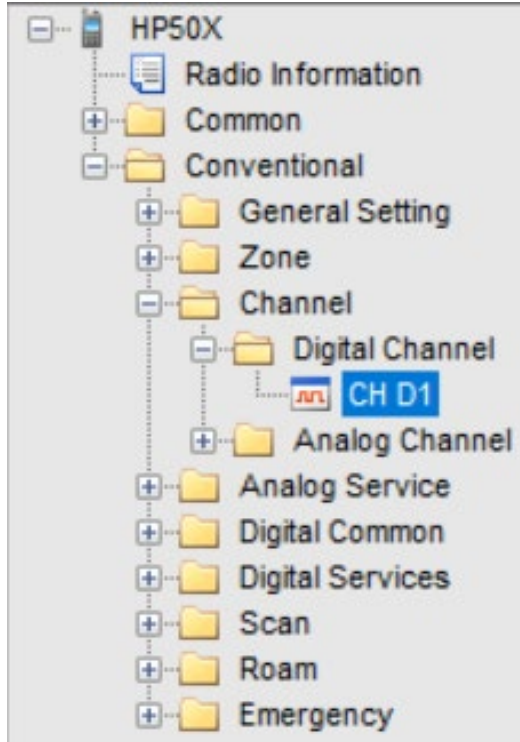 HP50X
Radio Information
Common
Conventional
General Setting
Zone
Channel
Digital Channel
CH D1
Analog Channel
Analog Service
Digital Common
Digital Services
Scan
Roam
Emergency